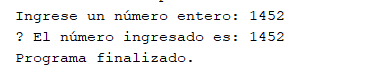 Ingrese un número entero: 1452
? El número ingresado es: 1452
Programa finalizado.